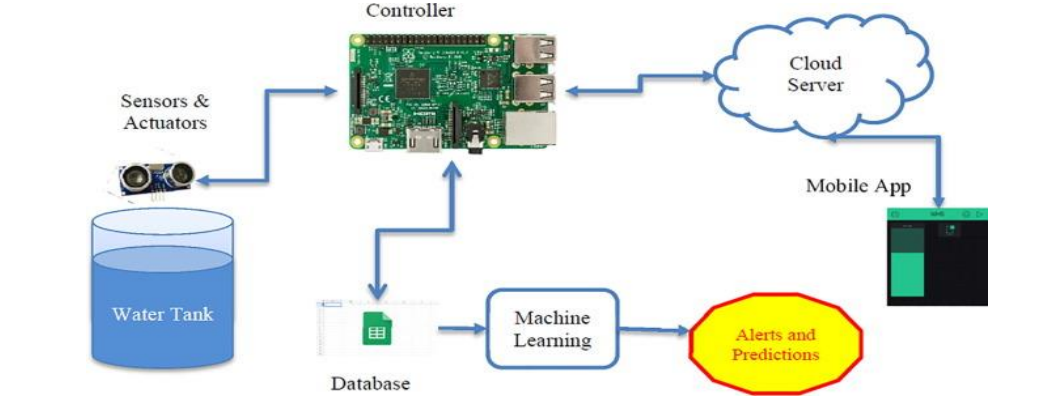 Controller
Cloud
Server
Sensors &
Actuators
Mobile App
Water Tank
Machine
Learning
Alerts and
Predictions
Database